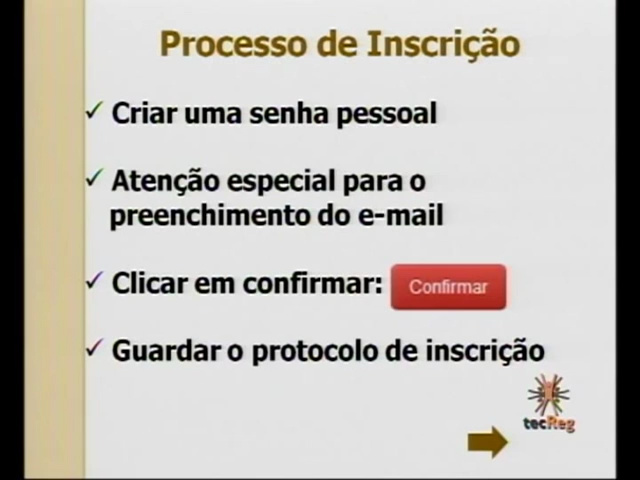 Processo de Inscrição
Criar uma senha pessoal
Atenção especial para o
preenchimento do e-mail
Clicar em confirmar: Confirmar
Guardar o protocolo de inscrição
tecReg